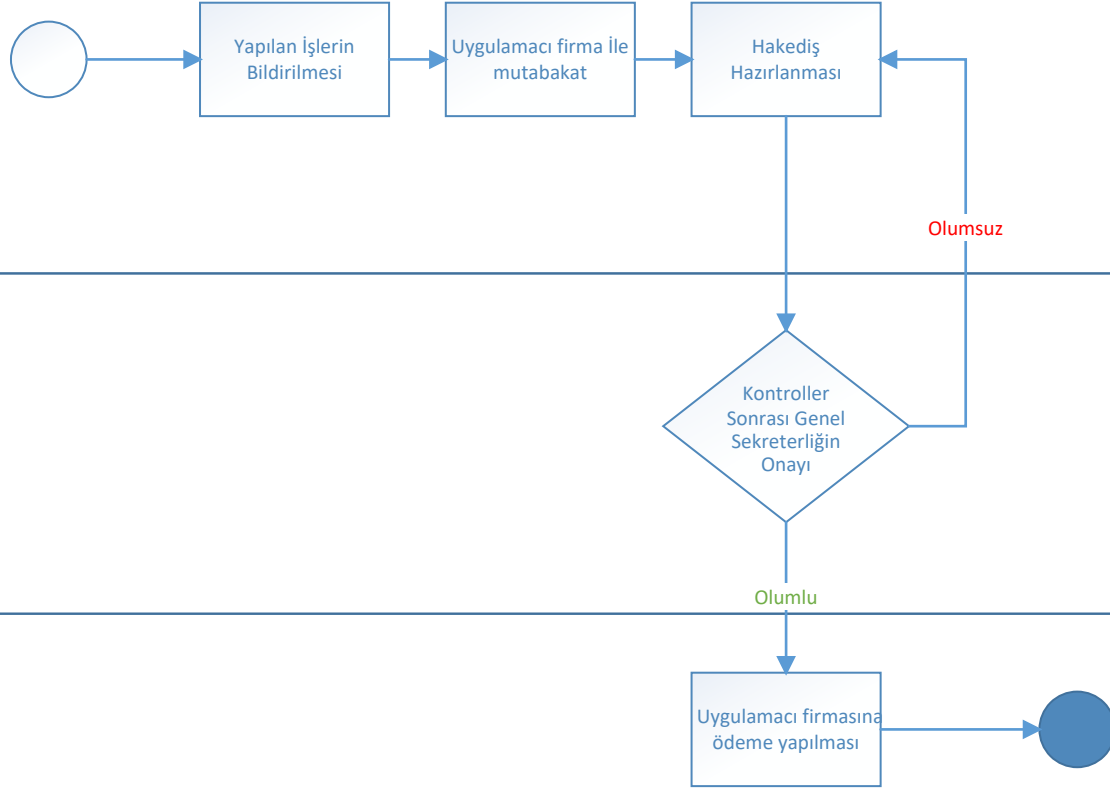 Yapılan İşlerin
Bildirilmesi
Uygulamacı firma İle
mutabakat
Hakediş
Hazırlanması
Olumsuz
Kontroller
Sonrası Genel
Sekreterliğin
Onayı
Olumlu
Uygulamacı firmasına
ödeme yapılması